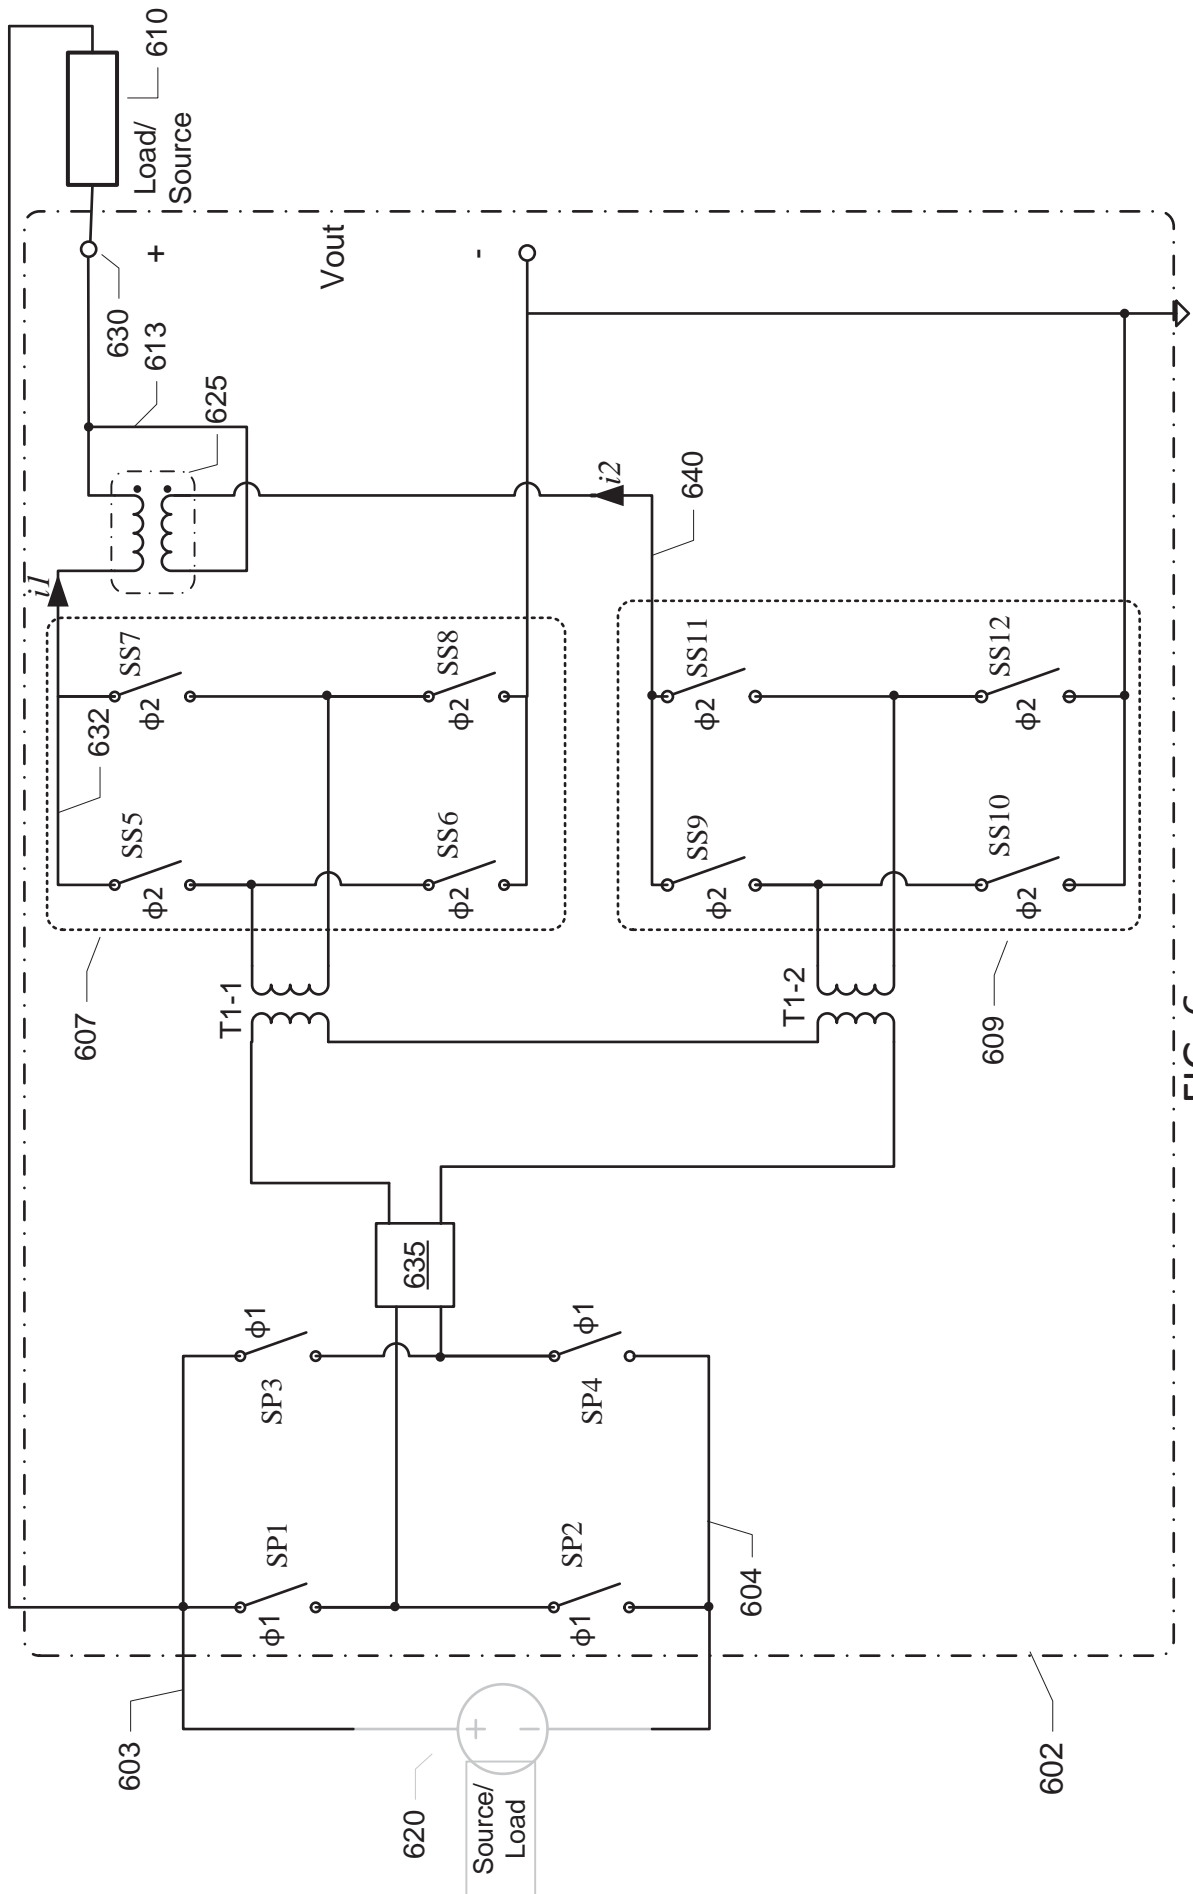 610
Load/
Source
+
Vout
-
630
613
625
i1
i2
640
632
SS7
ϕ2
SS8
ϕ2
SS11
ϕ2
SS12
ϕ2
SS5
ϕ2
SS6
ϕ2
SS9
ϕ2
SS10
ϕ2
607
T1-1
T1-2
609
635
ϕ1
SP3
ϕ1
SP4
SP1
ϕ1
SP2
ϕ1
604
603
+
−
620
Source/
Load
602